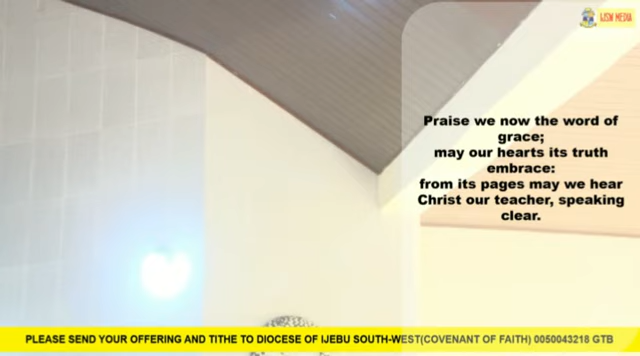 IJSW MEDIA
Praise we now the word of
grace;
may our hearts its truth
embrace:
from its pages may we hear
Christ our teacher, speaking
clear.
PLEASE SEND YOUR OFFERING AND TITHE TO DIOCESE OF IJEBU SOUTH-WEST(COVENANT OF FAITH) 0050043218 GTB